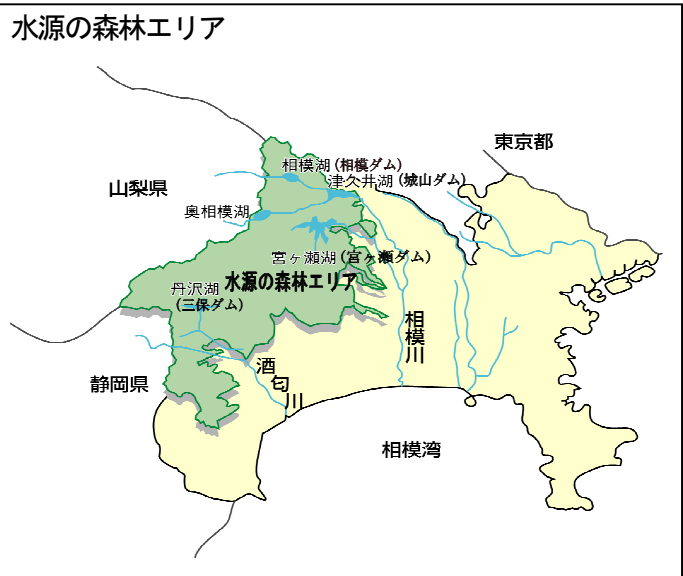 水源の森林エリア
東京都
相模湖(相模ダム)
津久井湖(城山ダム)
山梨県
奥相模湖
宮ヶ瀬湖(宮ヶ瀬ダム)
水源の森林エリア
丹沢湖
(三保ダム)
相模川
酒匂川
静岡県
相模湾